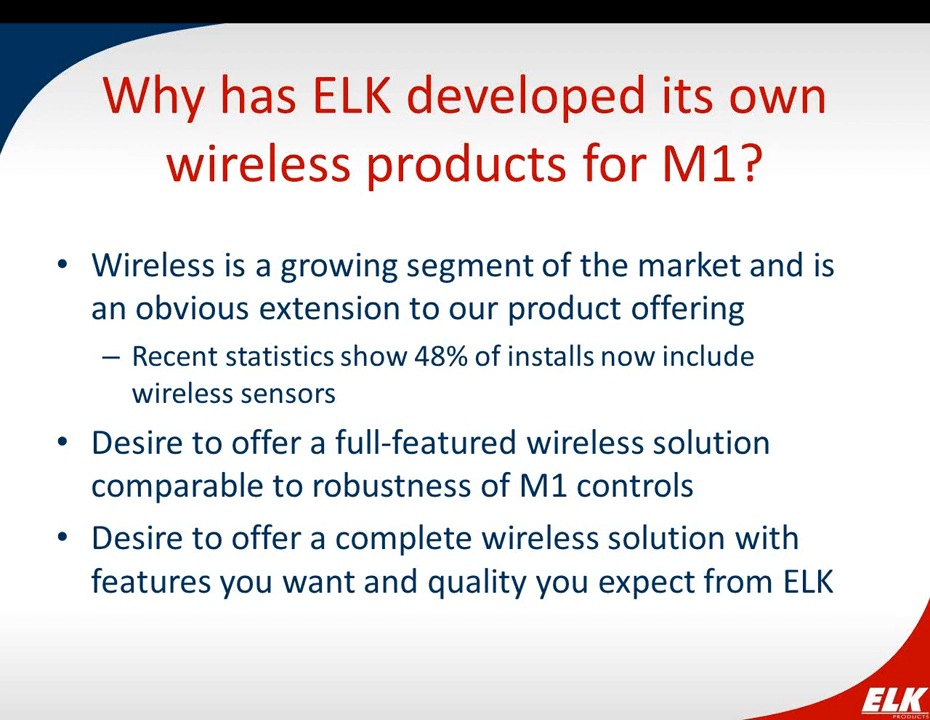 Why has ELK developed its own
wireless products for M1?
• Wireless is a growing segment of the market and is
an obvious extension to our product offering
– Recent statistics show 48% of installs now include
wireless sensors
• Desire to offer a full-featured wireless solution
comparable to robustness of M1 controls
• Desire to offer a complete wireless solution with
features you want and quality you expect from ELK
ELK
PRODUCTS